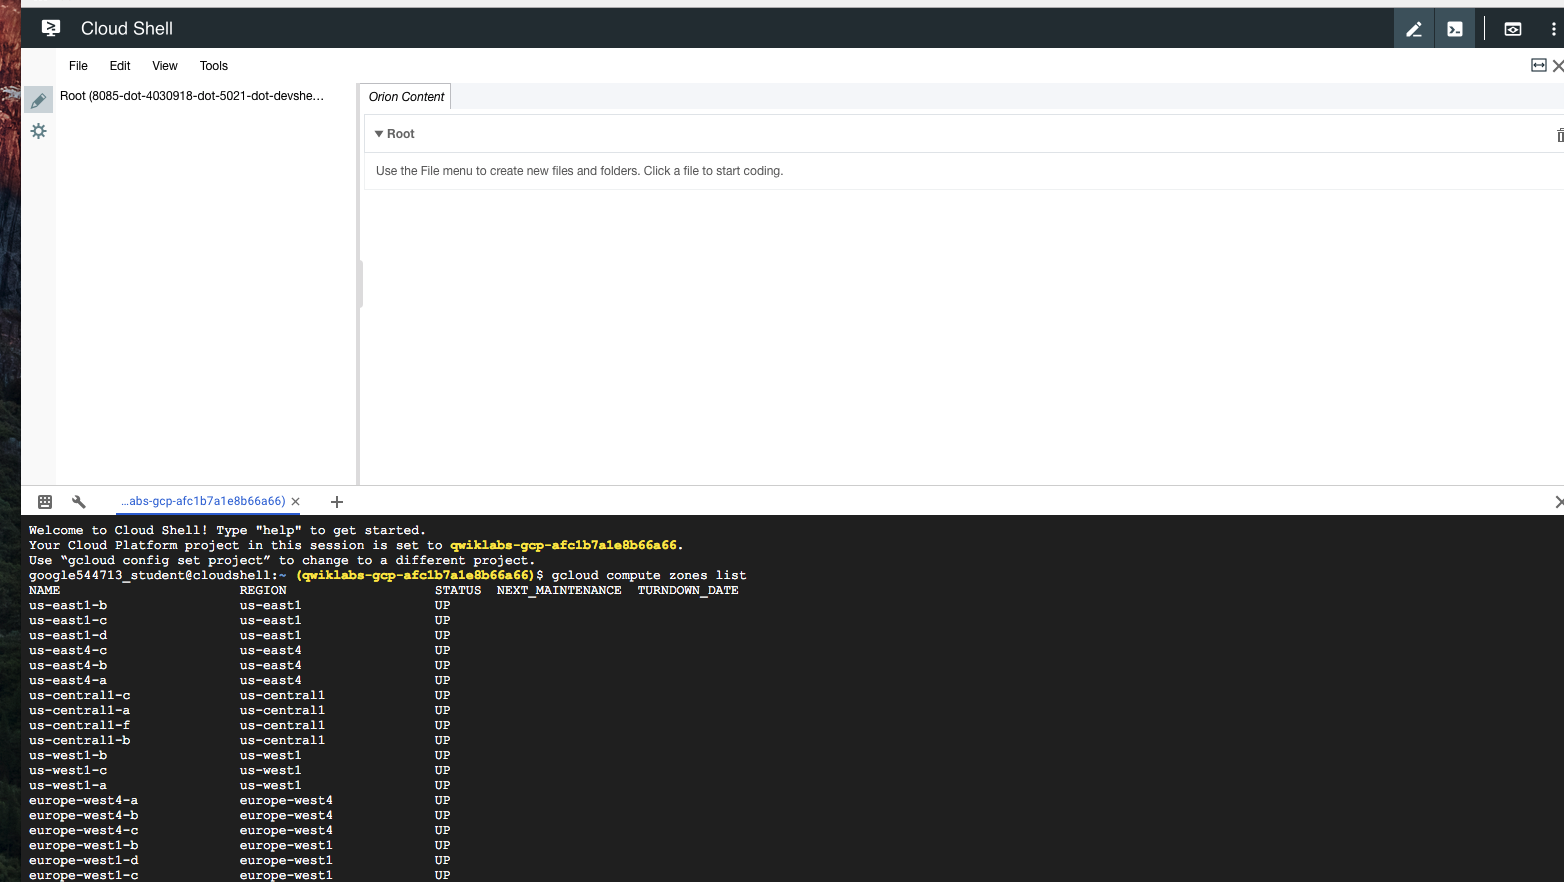 Cloud Shell
File Edit View Tools
Root (8085-dot-4030918-dot-5021-dot-devshe...
Orion Content
Root
Use the File menu to create new files and folders. Click a file to start coding.
...abs-gcp-afc1b7a1e8b66a66)
Welcome to Cloud Shell! Type "help" to get started.
Your Cloud Platform project in this session is set to qwiklabs-gcp-afc1b7a1e8b66a66.
Use “gcloud config set project” to change to a different project.
google544713_student@cloudshell:~ (qwiklabs-gcp-afc1b7a1e8b66a66)$ gcloud compute zones list
NAME REGION STATUS NEXT_MAINTENANCE TURNDOWN_DATE
us-east1-b us-east1 UP
us-east1-c us-east1 UP
us-east1-d us-east1 UP
us-east4-c us-east4 UP
us-east4-b us-east4 UP
us-east4-a us-east4 UP
us-central1-c us-central1 UP
us-central1-a us-central1 UP
us-central1-f us-central1 UP
us-central1-b us-central1 UP
us-west1-b us-west1 UP
us-west1-c us-west1 UP
us-west1-a us-west1 UP
europe-west4-a europe-west4 UP
europe-west4-b europe-west4 UP
europe-west4-c europe-west4 UP
europe-west1-b europe-west1 UP
europe-west1-d europe-west1 UP
europe-west1-c europe-west1 UP